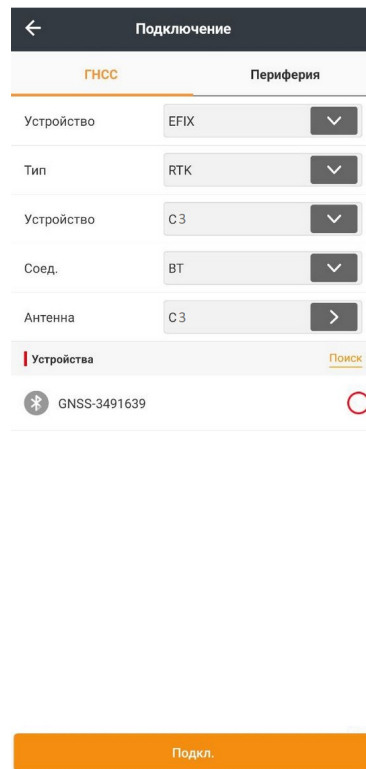 Подключение
ГНСС Периферия
Устройство EFIX
Тип RTK
Устройство C3
Соед. BT
Антенна C3
Устройства Поиск
GNSS-3491639
Подкл.